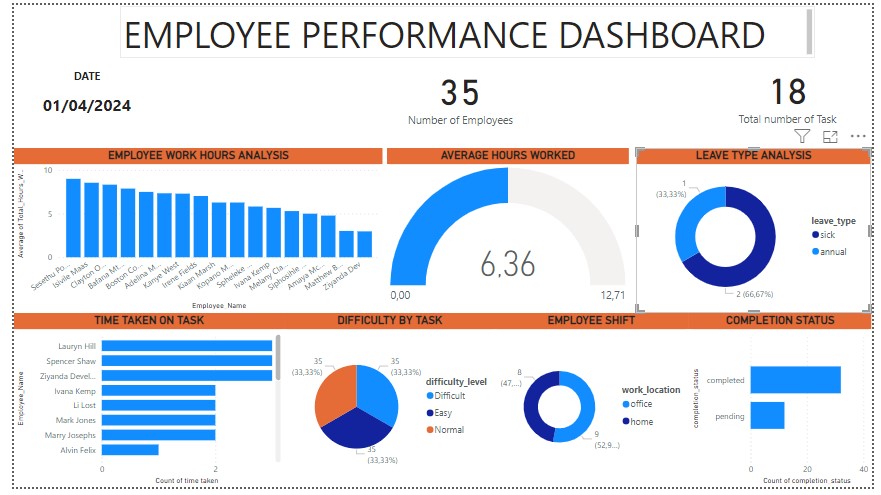 EMPLOYEE PERFORMANCE DASHBOARD
DATE
01/04/2024
35
Number of Employees
18
Total number of Task
EMPLOYEE WORK HOURS ANALYSIS
Average of Total_Hours_W...
10
5
0
Sesethu Po...
Isivile Maas
Clayton O...
Bafana Mt...
Boston Co...
Adelina M...
Kanye West
Irene Fields
Kiaan Marsh
Kopano M...
Spheleke...
Ivana Kemp
Melany Cla...
Siphosihle...
Amaya Mc...
Matthew B...
Ziyanda Dev
Employee_Name
AVERAGE HOURS WORKED
6,36
0,00
12,71
LEAVE TYPE ANALYSIS
1
(33,33%)
2 (66,67%)
leave_type
sick
annual
TIME TAKEN ON TASK
Employee_Name
Lauryn Hill
Spencer Shaw
Ziyanda Devel...
Ivana Kemp
Li Lost
Mark Jones
Marry Josephs
Alvin Felix
0
2
Count of time taken
DIFFICULTY BY TASK
35
(33,33%)
35
(33,33%)
35
(33,33%)
difficulty_level
Difficult
Easy
Normal
EMPLOYEE SHIFT
8
(47,...)
9
(52,9...)
work_location
office
home
COMPLETION STATUS
completion_status
completed
pending
0
20
40
Count of completion_status